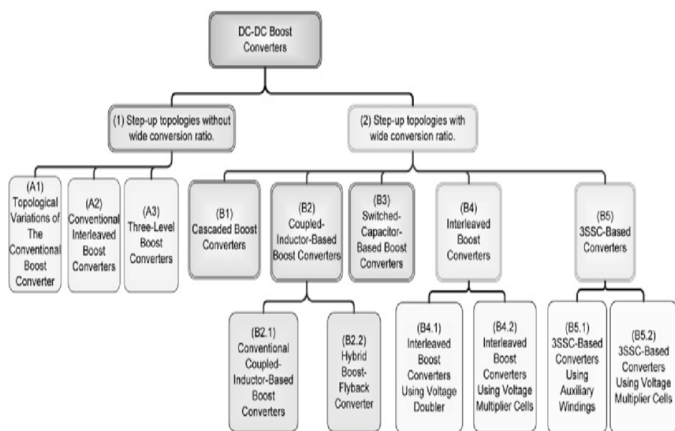 DC-DC Boost
Converters
(1) Step-up topologies without
wide conversion ratio.
(2) Step-up topologies with
wide conversion ratio.
(A1)
Topological
Variations of
The
Conventional
Boost
Converter
(A2)
Conventional
Interleaved
Boost
Converters
(A3)
Three-Level
Boost
Converters
(B1)
Cascaded Boost
Converters
(B2)
Coupled-
Inductor-Based
Boost Converters
(B3)
Switched-
Capacitor-
Based Boost
Converters
(B4)
Interleaved
Boost
Converters
(B5)
3SSC-Based
Converters
(B2.1)
Conventional
Coupled-
Inductor-Based
Boost
Converters
(B2.2)
Hybrid
Boost-
Flyback
Converter
(B4.1)
Interleaved
Boost
Converters
Using Voltage
Doubler
(B4.2)
Interleaved
Boost
Converters
Using Voltage
Multiplier Cells
(B5.1)
3SSC-Based
Converters
Using
Auxiliary
Windings
(B5.2)
3SSC-Based
Converters
Using Voltage
Multiplier Cells